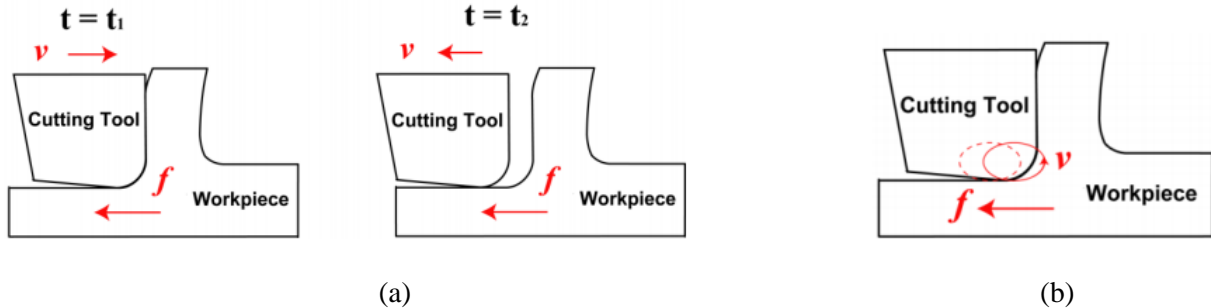 t = t1
t = t2
v
v
Cutting Tool
Cutting Tool
Cutting Tool
v
f
f
Workpiece
Workpiece
Workpiece
f
(a)
(b)